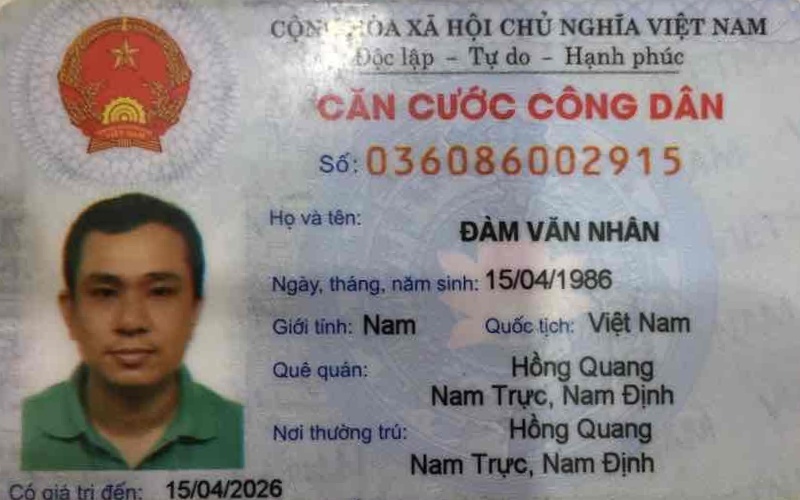 CỘNG HÒA XÃ HỘI CHỦ NGHĨA VIỆT NAM
Độc lập – Tự do – Hạnh phúc
CĂN CƯỚC CÔNG DÂN
Số: 036086002915
Họ và tên: ĐÀM VĂN NHÂN
Ngày, tháng, năm sinh: 15/04/1986
Giới tính: Nam Quốc tịch: Việt Nam
Quê quán: Hồng Quang
Nam Trực, Nam Định
Nơi thường trú: Hồng Quang
Nam Trực, Nam Định
Có giá trị đến: 15/04/2026